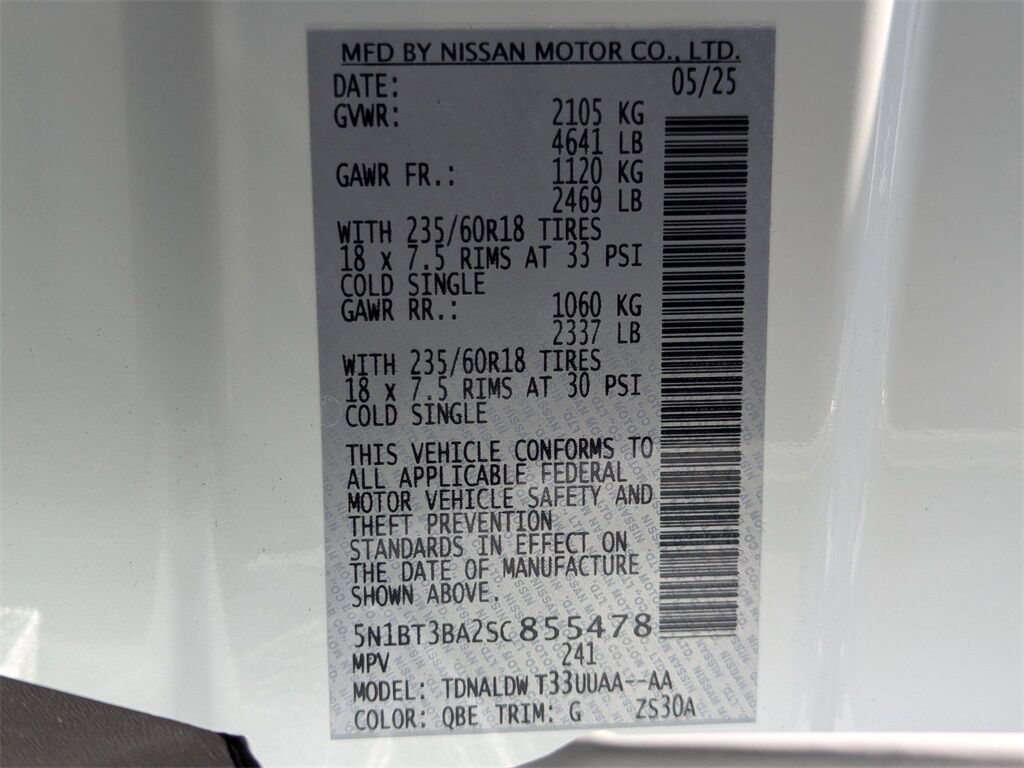 MFD BY NISSAN MOTOR CO., LTD.
DATE: 05/25
GVWR: 2105 KG
4641 LB
GAWR FR.: 1120 KG
2469 LB
WITH 235/60R18 TIRES
18 x 7.5 RIMS AT 33 PSI
COLD SINGLE
GAWR RR.: 1060 KG
2337 LB
WITH 235/60R18 TIRES
18 x 7.5 RIMS AT 30 PSI
COLD SINGLE
THIS VEHICLE CONFORMS TO
ALL APPLICABLE FEDERAL
MOTOR VEHICLE SAFETY AND
THEFT PREVENTION
STANDARDS IN EFFECT ON
THE DATE OF MANUFACTURE
SHOWN ABOVE.
5N1BT3BA2SC855478
MPV 241
MODEL: TDNALDW T33UUAA--AA
COLOR: QBE TRIM: G ZS30A